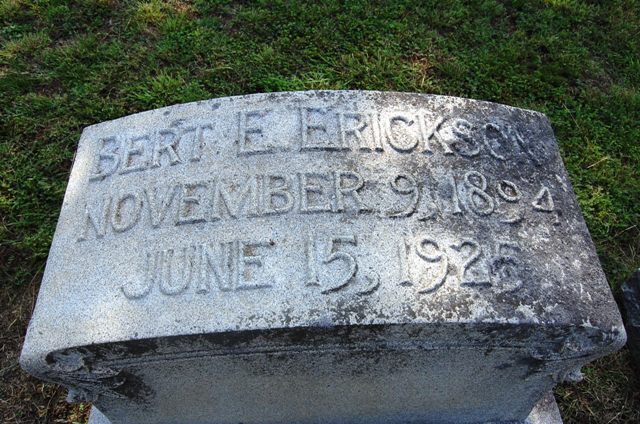 BERT E. ERICKSON
NOVEMBER 9, 1894
JUNE 15, 1925